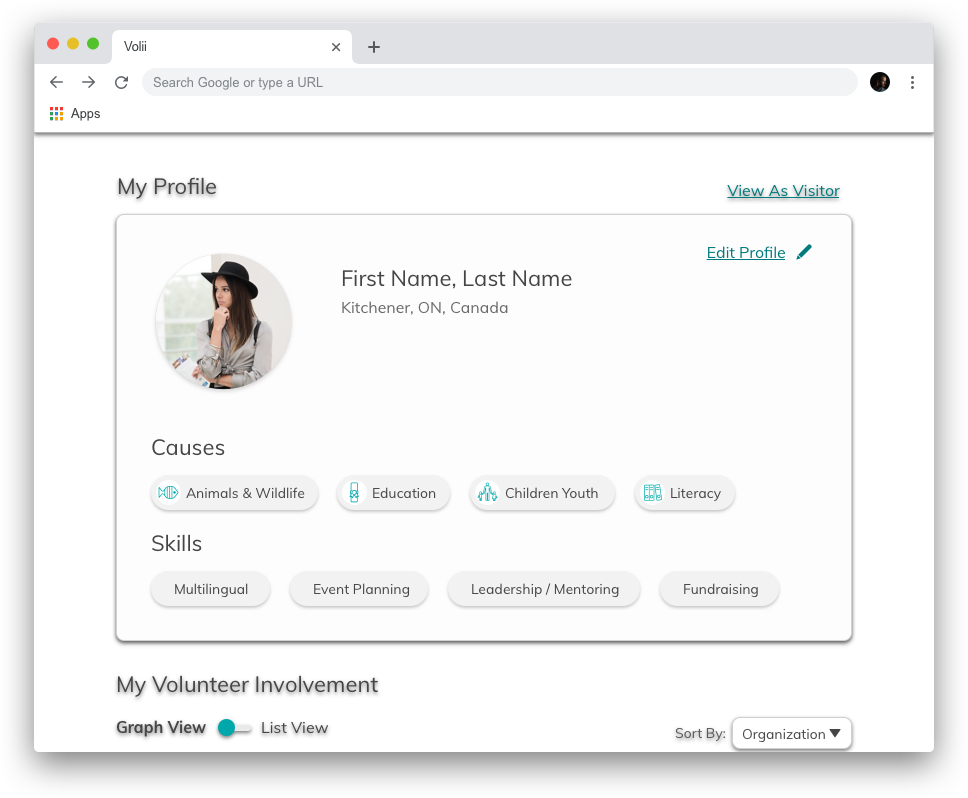 Volii
Search Google or type a URL
Apps
My Profile
View As Visitor
Edit Profile
First Name, Last Name
Kitchener, ON, Canada
Causes
Animals & Wildlife Education Children Youth Literacy
Skills
Multilingual Event Planning Leadership / Mentoring Fundraising
My Volunteer Involvement
Graph View List View
Sort By: Organization